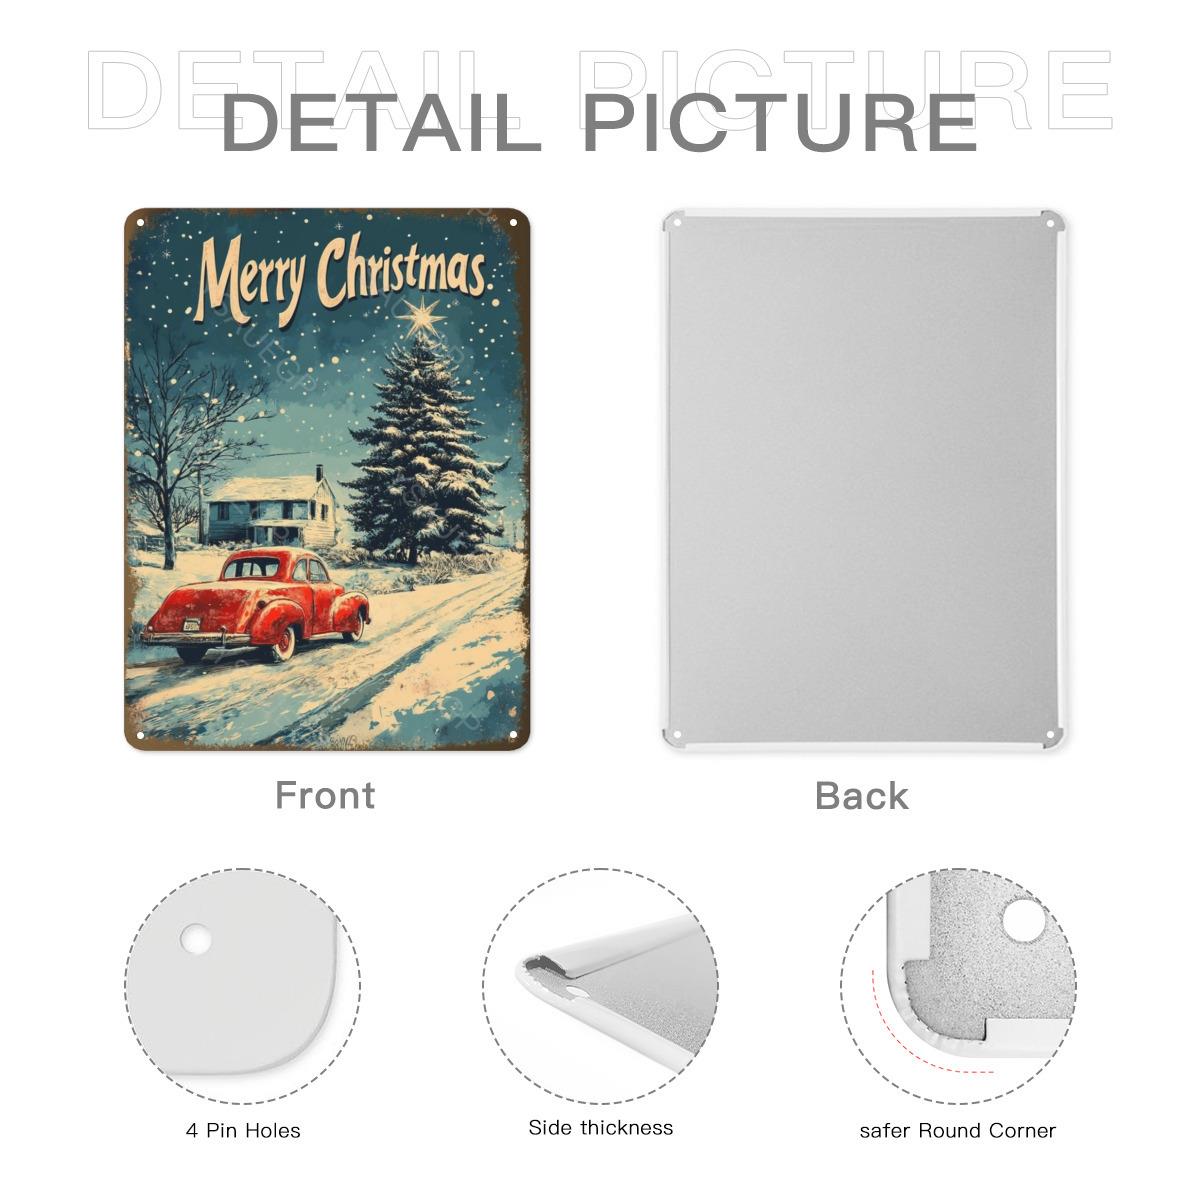 DETAIL PICTURE
DETAIL PICTURE
Merry Christmas
Front
Back
4 Pin Holes
Side thickness
safer Round Corner